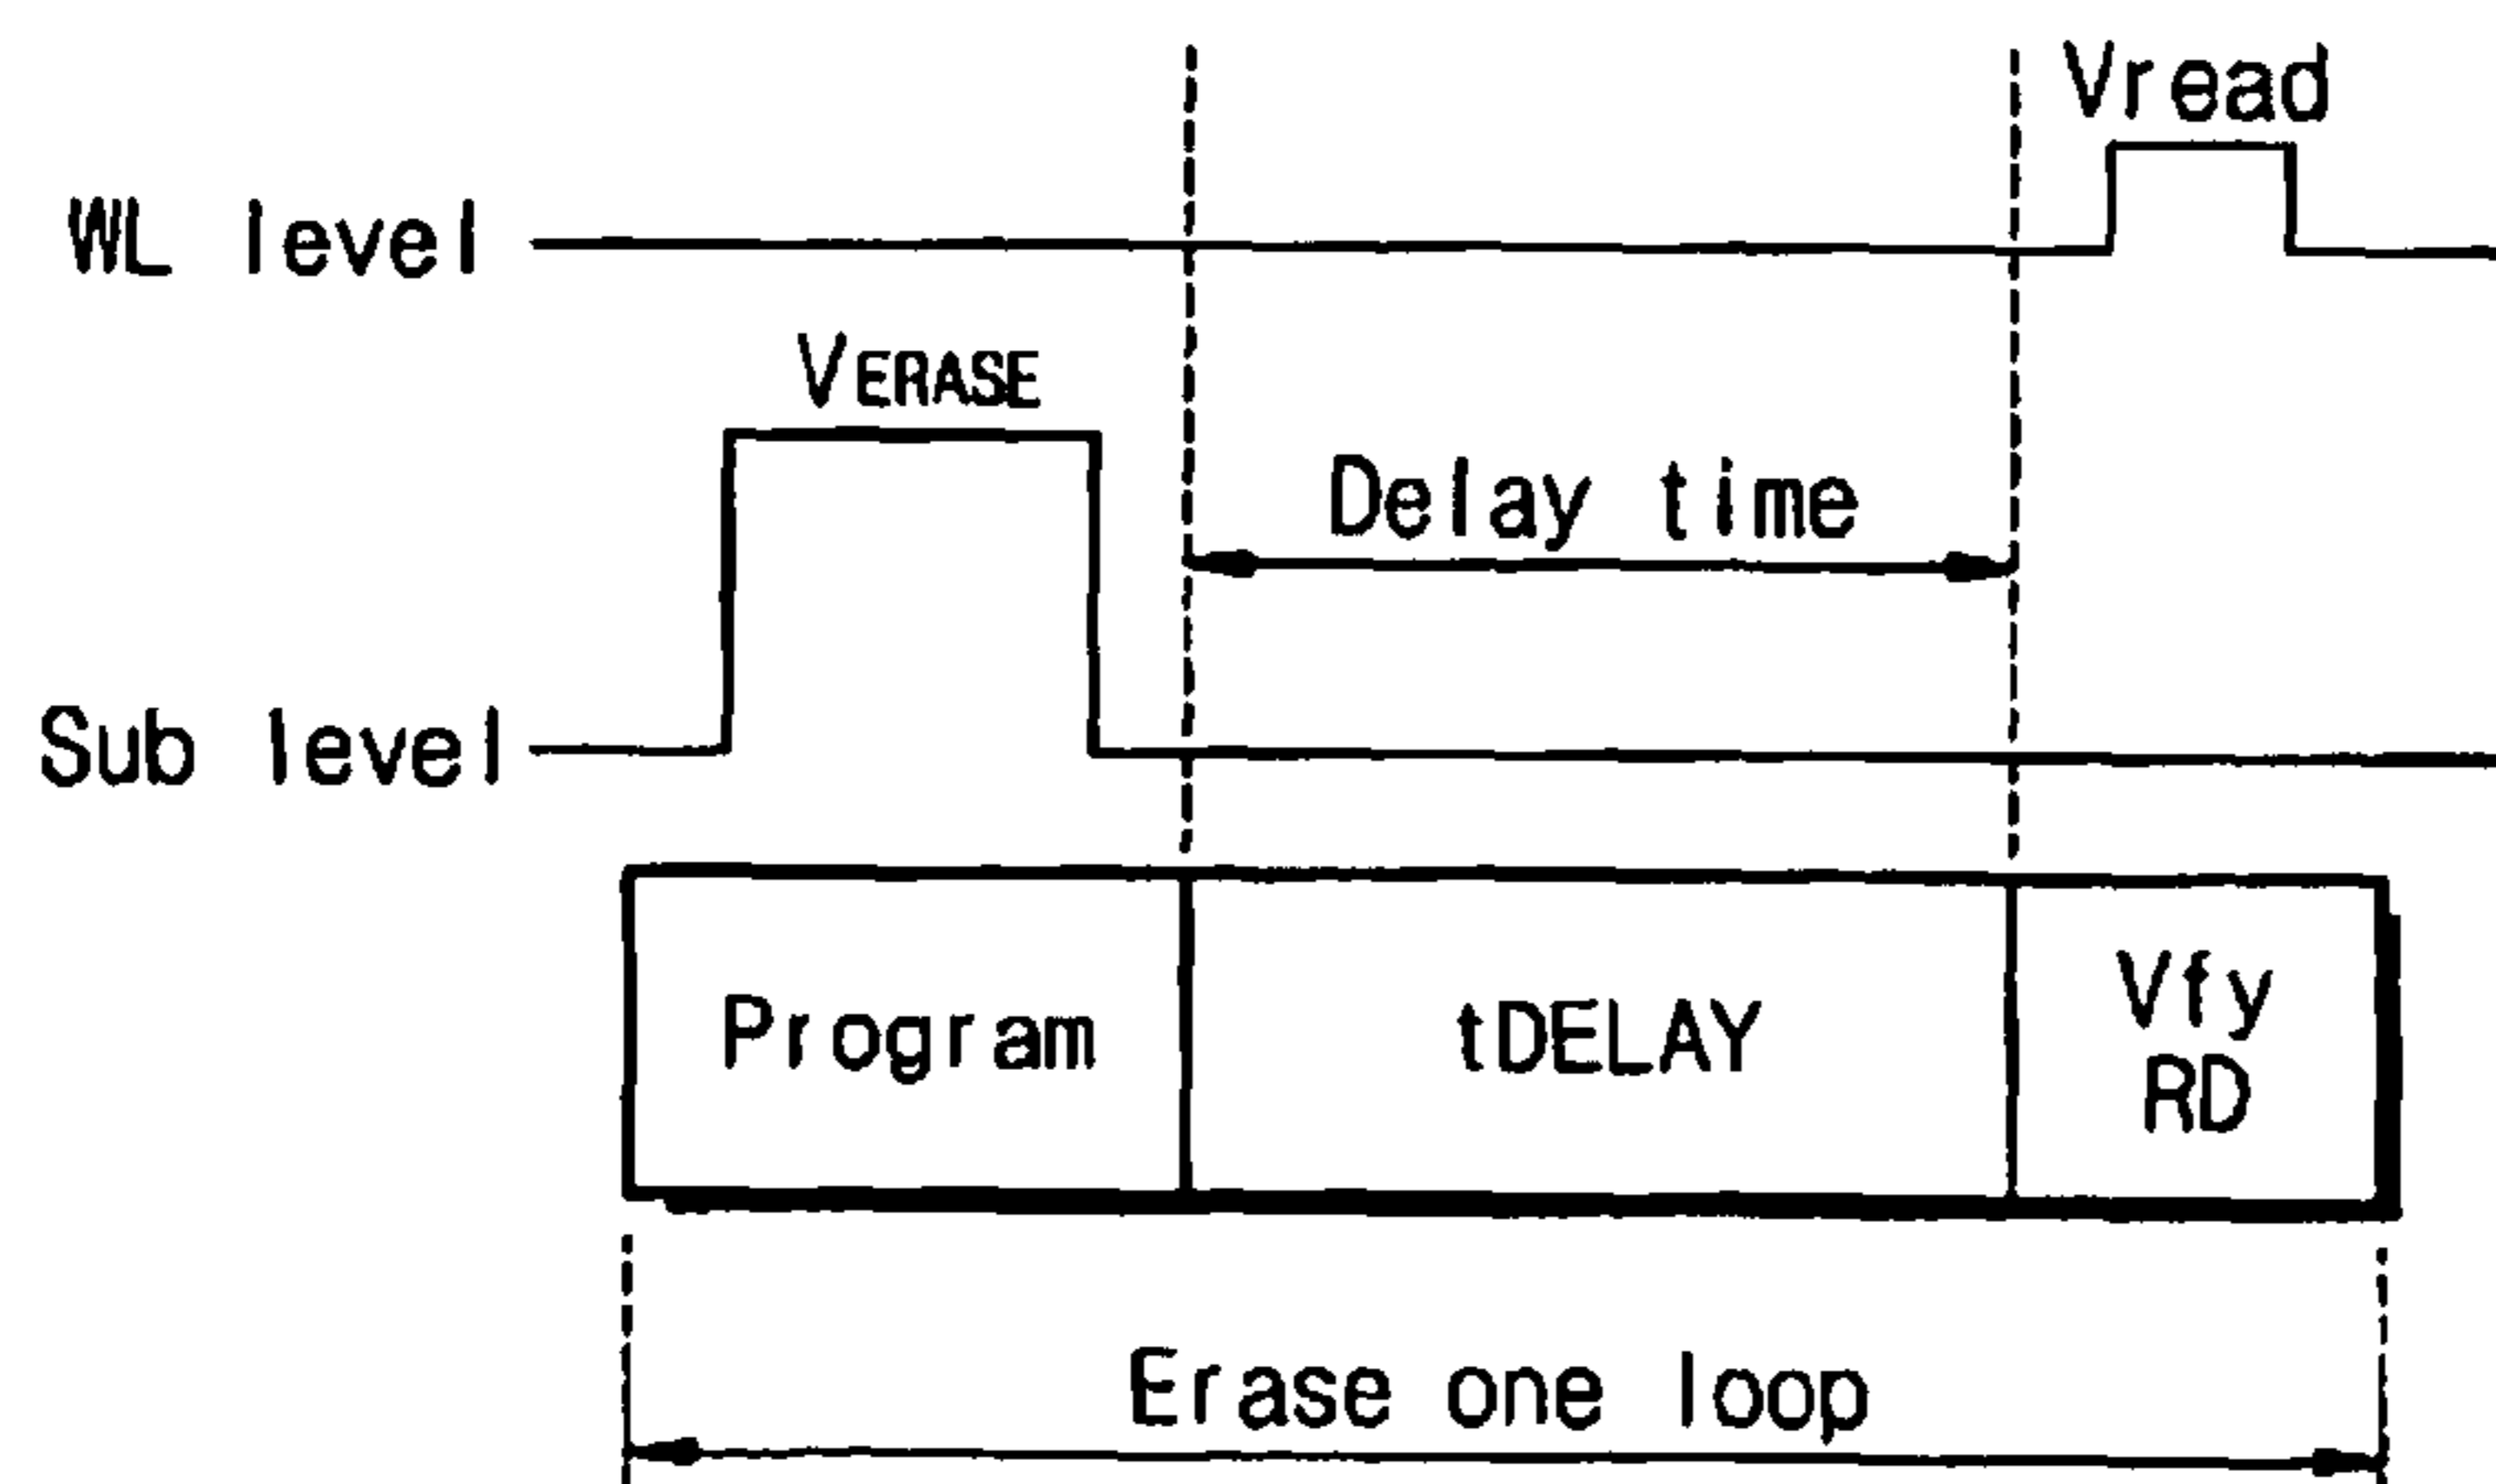 Vread
WL level
VERASE
Delay time
Sub level
Program
tDELAY
Vfy
RD
Erase one loop